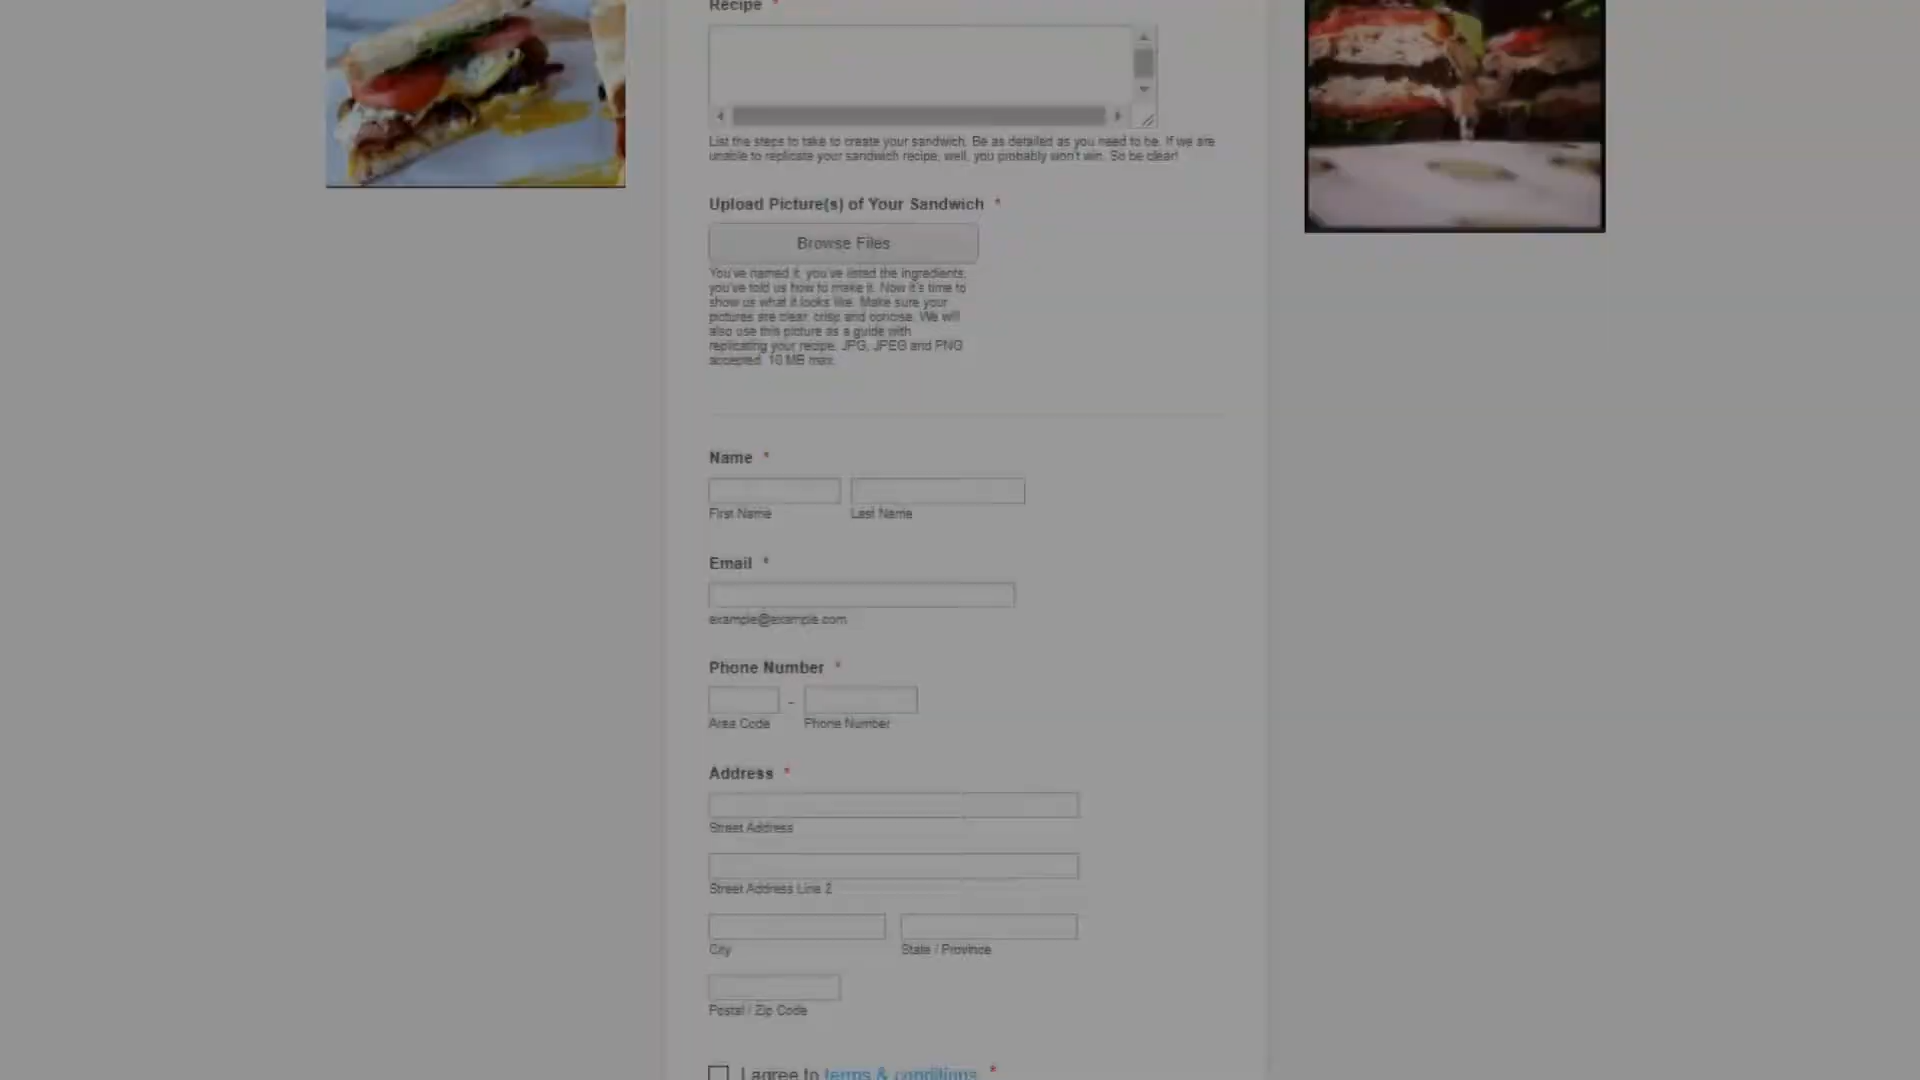 Recipe *
List the steps to take to create your sandwich. Be as detailed as you need to be. If we are
unable to replicate your sandwich recipe, well, you probably won't win. So be clear!
Upload Picture(s) of Your Sandwich *
Browse Files
You've named it, you've listed the ingredients,
you've told us how to make it. Now it's time to
show us what it looks like. Make sure your
pictures are clear, crisp and concise. We will
also use this picture as a guide with
replicating your recipe. JPG, JPEG and PNG
accepted. 10 MB max.
Name *
First Name Last Name
Email *
example@example.com
Phone Number *
-
Area Code Phone Number
Address *
Street Address
Street Address Line 2
City State / Province
Postal / Zip Code
I agree to terms & conditions. *